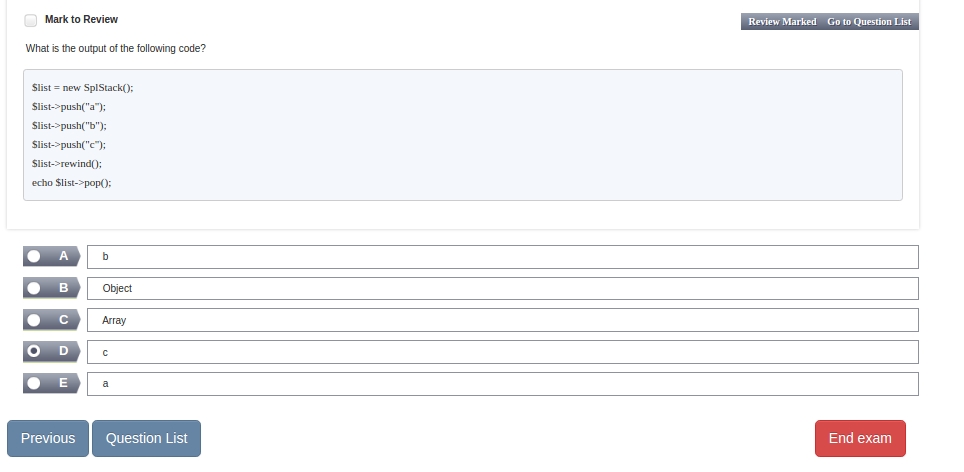 Mark to Review
Review Marked Go to Question List
What is the output of the following code?
$list = new SplStack();
$list->push("a");
$list->push("b");
$list->push("c");
$list->rewind();
echo $list->pop();
A b
B Object
C Array
D c
E a
Previous Question List End exam